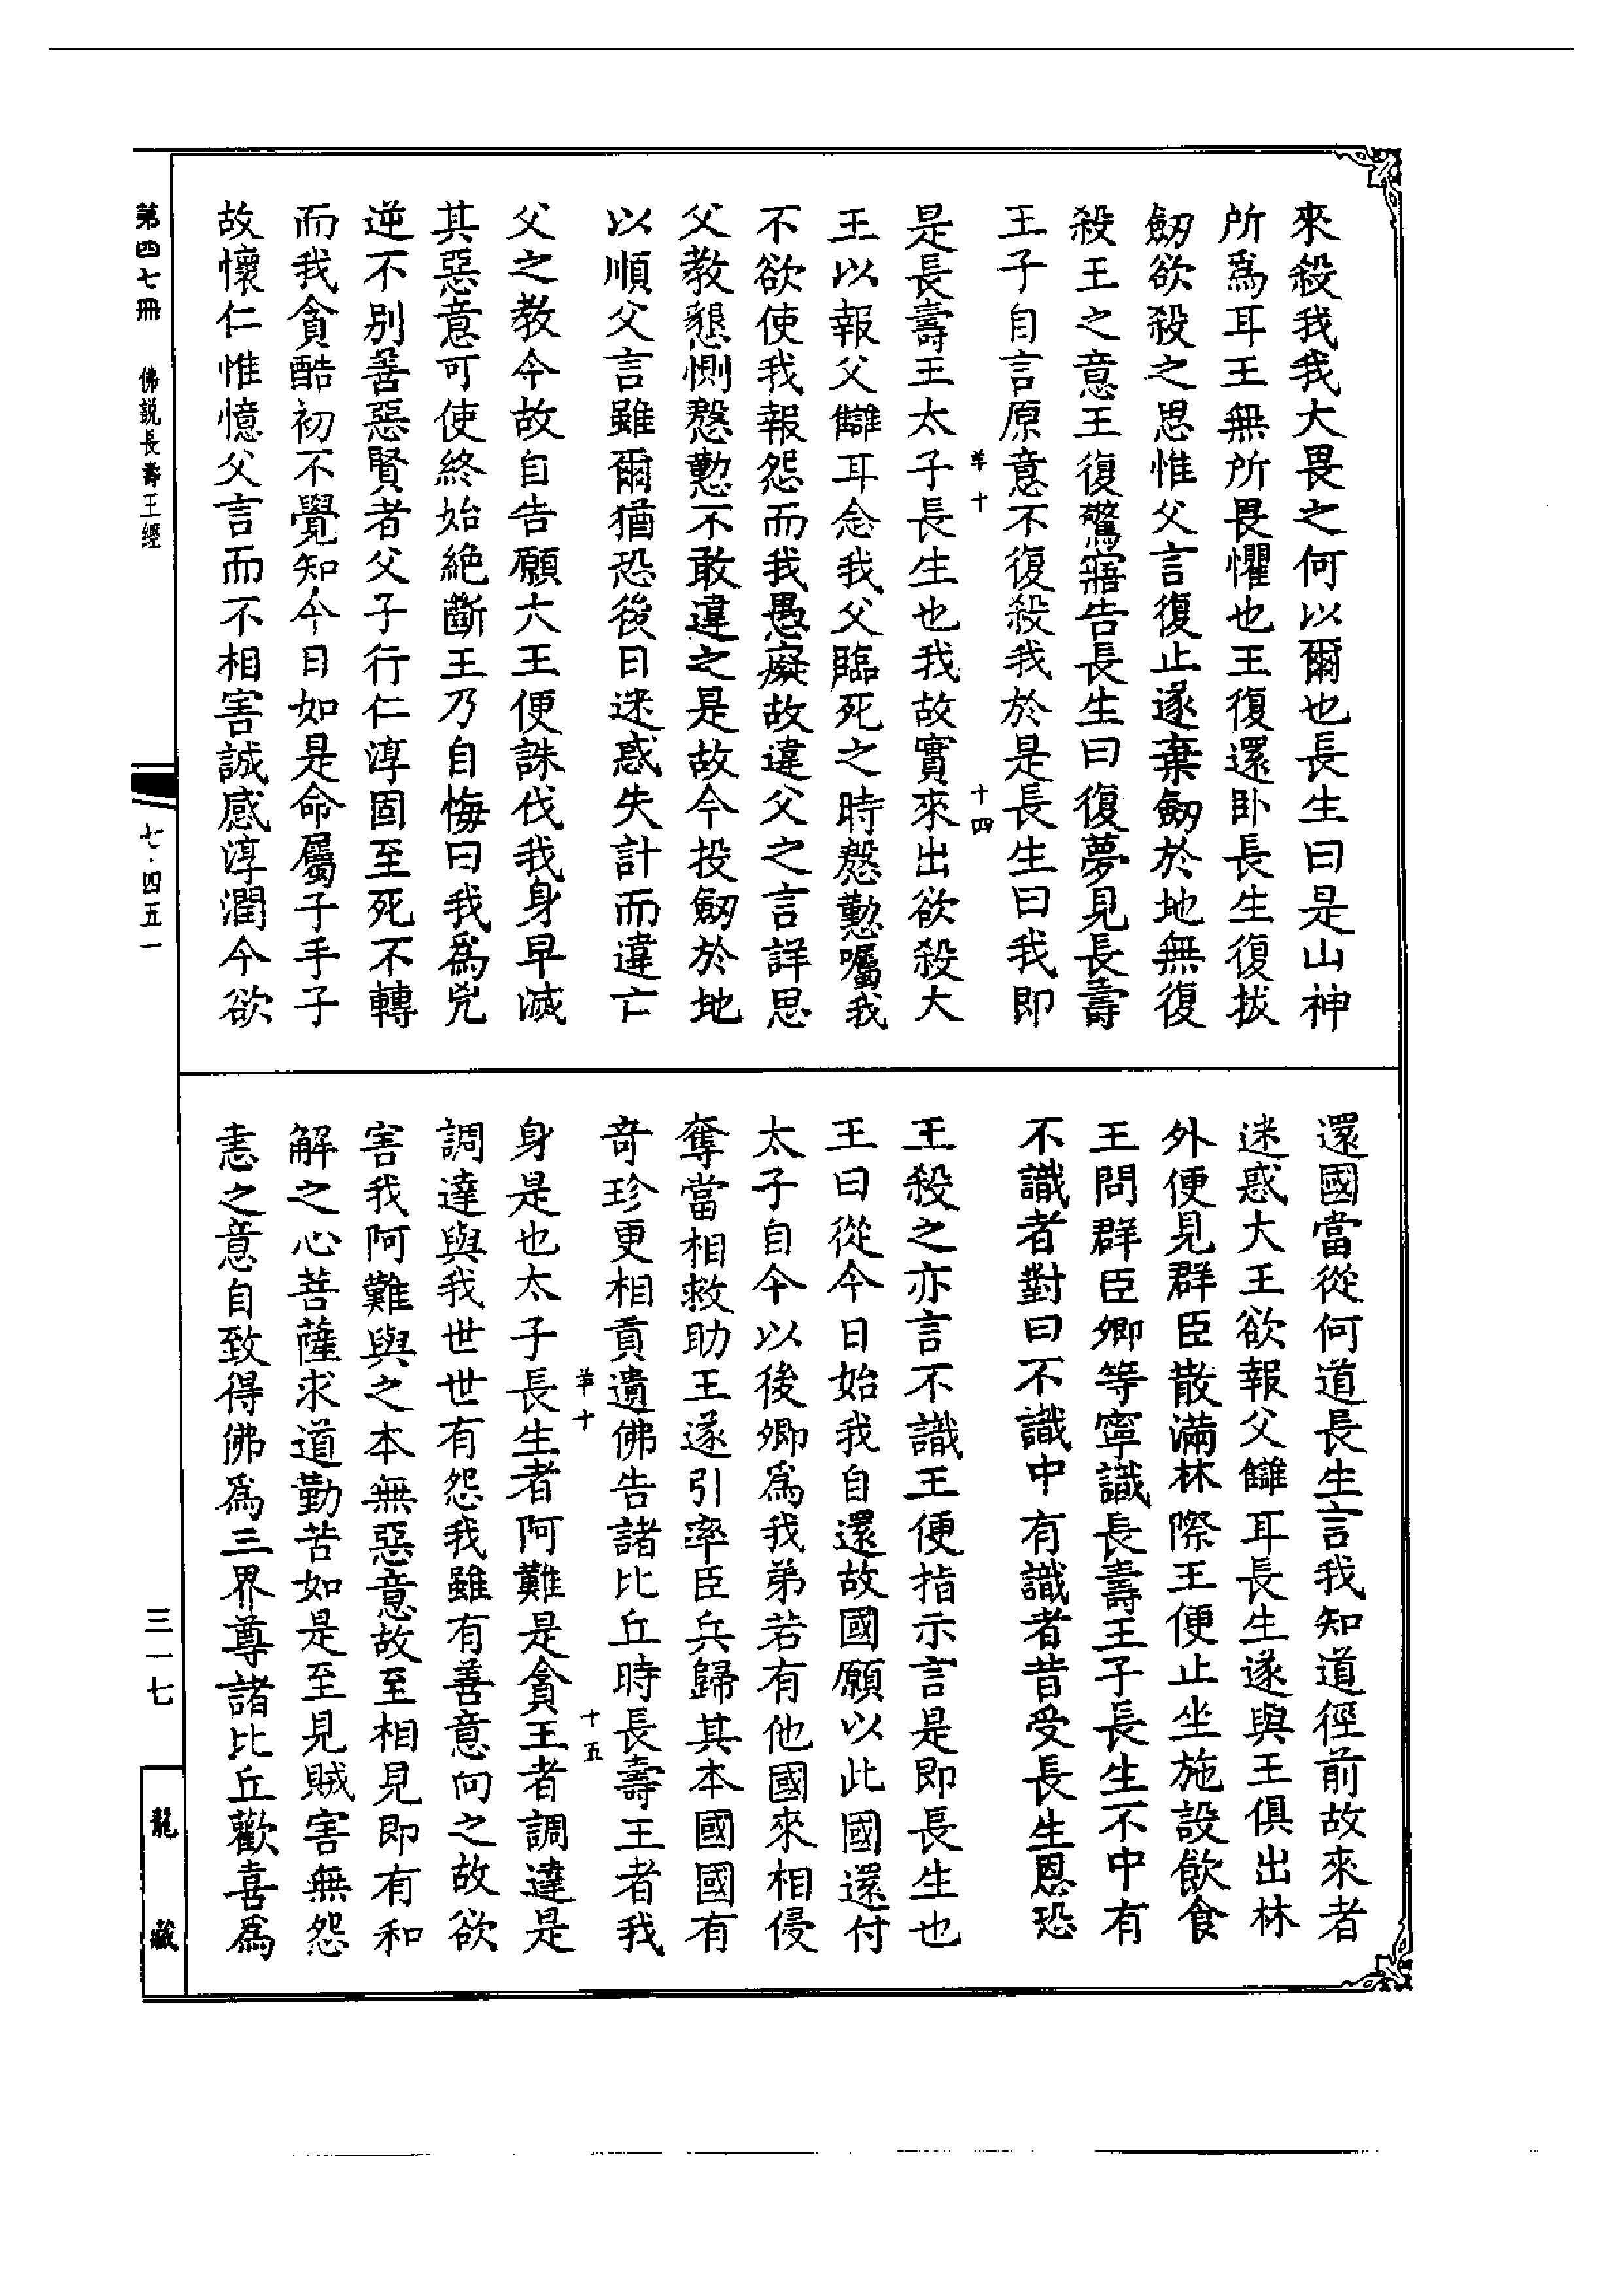 來殺我我大畏之何以爾也長生曰是山神
所為耳王無所畏懼也王復還卧長生復拔
劒欲殺之思惟父言復止遂棄劒於地無復
殺王之意王復驚寤告長生曰復夢見長壽
王子自言原意不復殺我於是長生曰我即
羊十
十四
是長壽王太子長生也我故實來出欲殺大
王以報父讎耳念我父臨死之時慇懃囑我
不欲使我報怨而我愚癡故違父之言詳思
父教懇惻慇懃不敢違之是故今投劒於地
以順父言雖爾猶恐後日迷惑失計而違亡
父之教今故自告願大王便誅伐我身早滅
其惡意可使終始絕斷王乃自悔曰我為兇
逆不別善惡賢者父子行仁淳固至死不轉
而我貪酷初不覺知今日如是命屬子手子
故懷仁惟憶父言而不相害誠感淳潤今欲
還國當從何道長生言我知道徑前故來者
迷惑大王欲報父讎耳長生遂與王俱出林
外便見群臣散滿林際王便止坐施設飲食
王問群臣卿等寧識長壽王子長生不中有
不識者對曰不識中有識者昔受長生恩恐
王殺之亦言不識王便指示言是即長生也
王曰從今日始我自還故國願以此國還付
太子自今以後卿為我弟若有他國來相侵
奪當相救助王遂引率臣兵歸其本國國有
奇珍更相貢遺佛告諸比丘時長壽王者我
羊十
十五
身是也太子長生者阿難是貪王者調達是
調達與我世世有怨我雖有善意向之故欲
害我阿難與之本無惡意故至相見即有和
解之心菩薩求道勤苦如是至見賊害無怨
恚之意自致得佛為三界尊諸比丘歡喜為
第四七冊 佛說長壽王經
七·四五一
三一七
龍藏